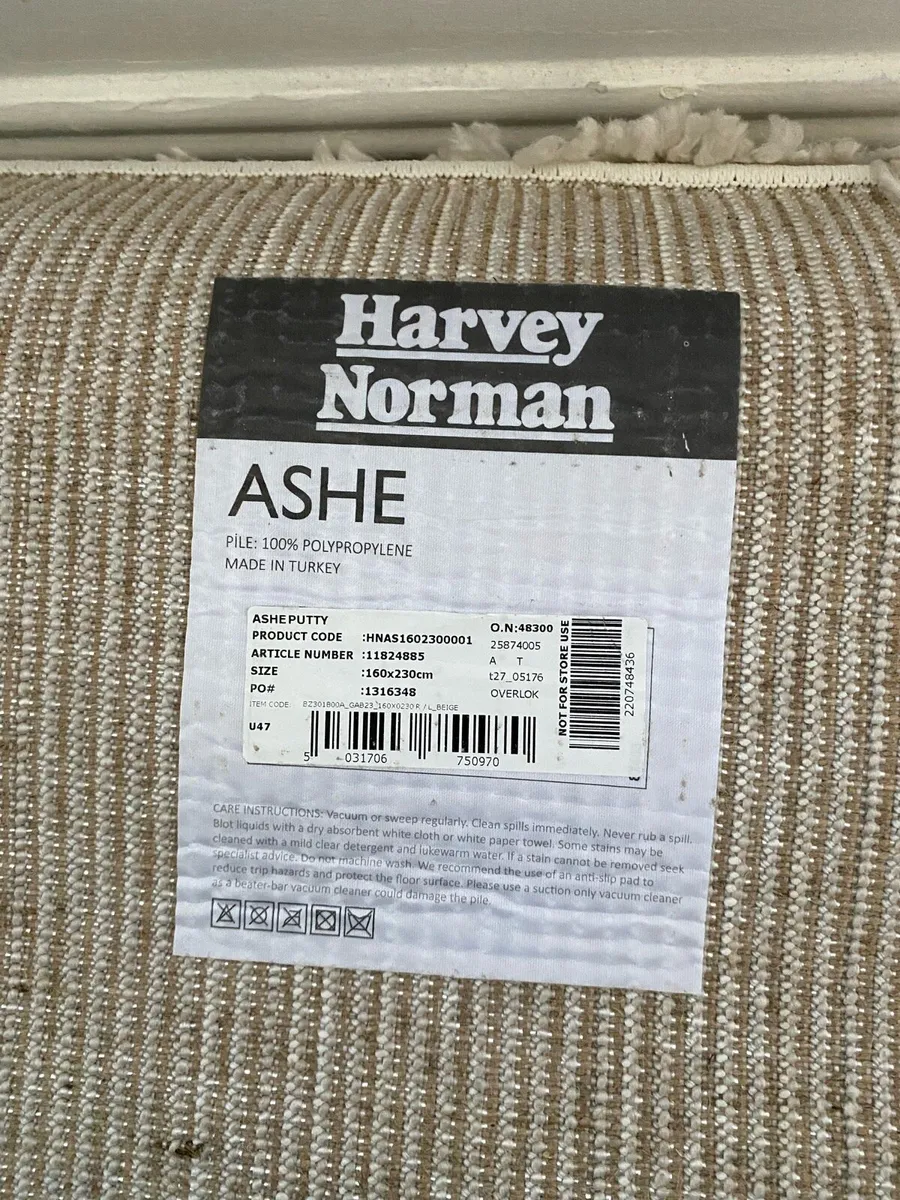 Harvey
Norman
ASHE
PİLE: 100% POLYPROPYLENE
MADE IN TURKEY
ASHE PUTTY
PRODUCT CODE :HNAS1602300001
ARTICLE NUMBER :11824885
SIZE :160x230cm
PO# :1316348
ITEM CODE: BZ301B00A_GAB23_160X0230 R / L_BEIGE
U47
5 031706 750970
O.N:48300
25874005
A T
t27_05176
OVERLOK
NOT FOR STORE USE
220748436
CARE INSTRUCTIONS: Vacuum or sweep regularly. Clean spills immediately. Never rub a spill.
Blot liquids with a dry absorbent white cloth or white paper towel. Some stains may be
cleaned with a mild clear detergent and lukewarm water. If a stain cannot be removed seek
specialist advice. Do not machine wash. We recommend the use of an anti-slip pad to
reduce trip hazards and protect the floor surface. Please use a suction only vacuum cleaner
as a beater-bar vacuum cleaner could damage the pile.